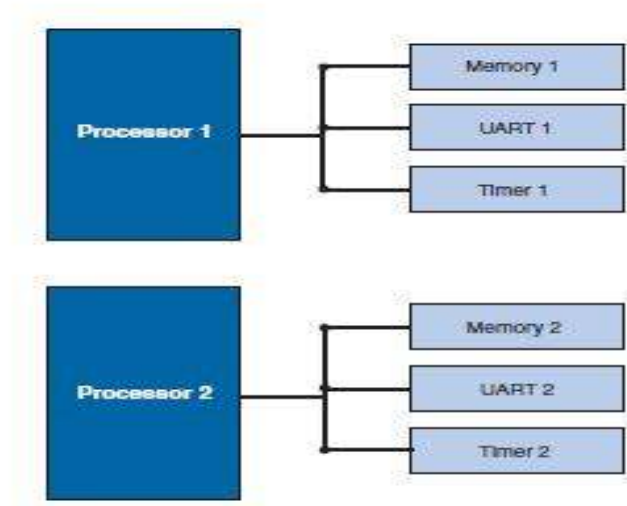 Processor 1
Memory 1
UART 1
Timer 1
Processor 2
Memory 2
UART 2
Timer 2